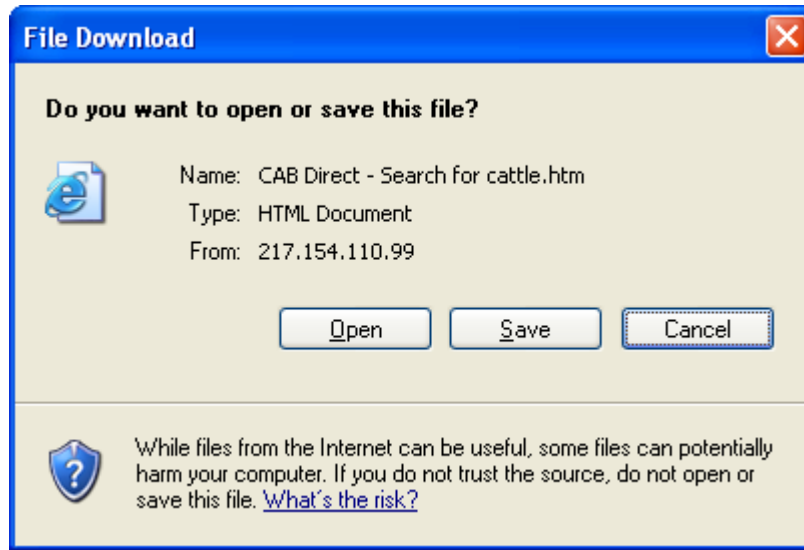 File Download
Do you want to open or save this file?
Name: CAB Direct - Search for cattle.htm
Type: HTML Document
From: 217.154.110.99
Open Save Cancel
While files from the Internet can be useful, some files can potentially
harm your computer. If you do not trust the source, do not open or
save this file. What's the risk?